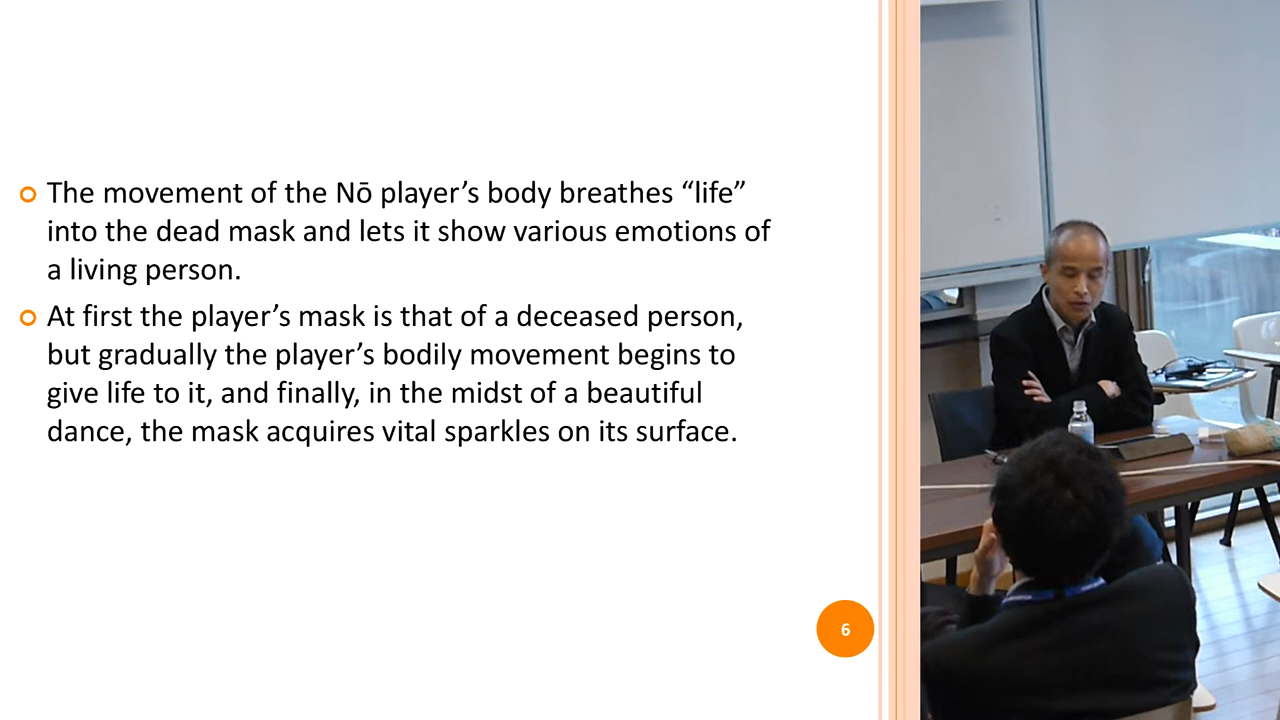 The movement of the Nō player’s body breathes “life”
into the dead mask and lets it show various emotions of
a living person.
At first the player’s mask is that of a deceased person,
but gradually the player’s bodily movement begins to
give life to it, and finally, in the midst of a beautiful
dance, the mask acquires vital sparkles on its surface.
6